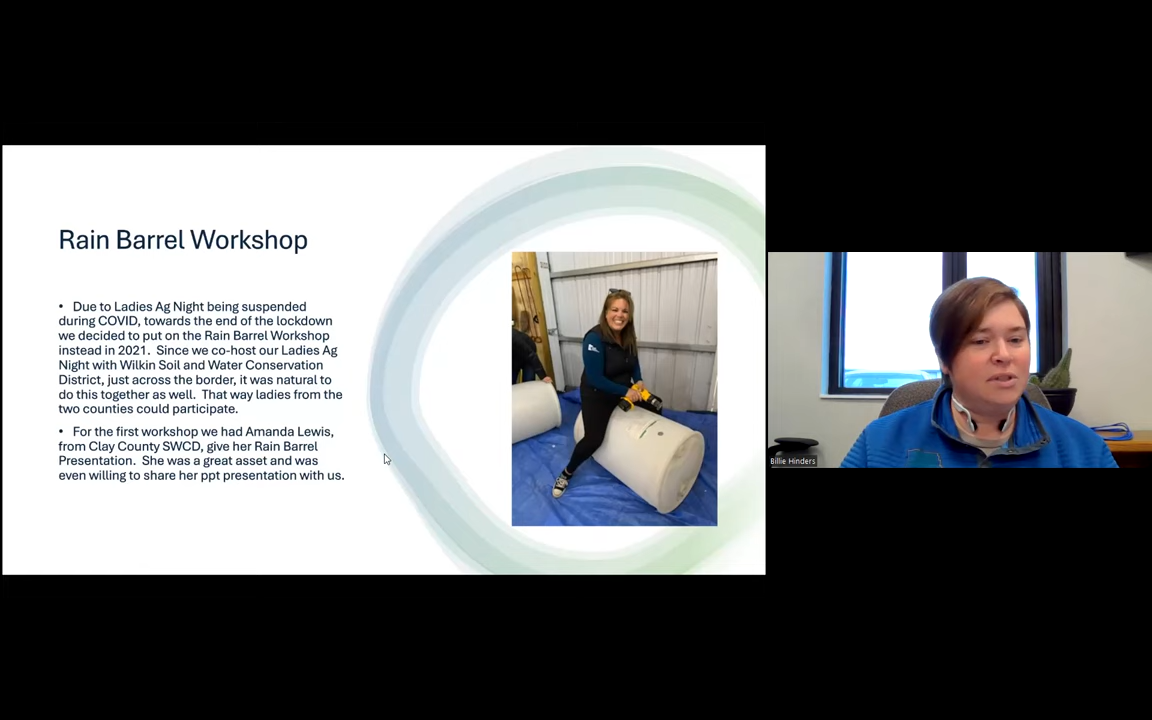 Rain Barrel Workshop
• Due to Ladies Ag Night being suspended
during COVID, towards the end of the lockdown
we decided to put on the Rain Barrel Workshop
instead in 2021. Since we co-host our Ladies Ag
Night with Wilkin Soil and Water Conservation
District, just across the border, it was natural to
do this together as well. That way ladies from the
two counties could participate.
• For the first workshop we had Amanda Lewis,
from Clay County SWCD, give her Rain Barrel
Presentation. She was a great asset and was
even willing to share her ppt presentation with us.
Billie Hinders